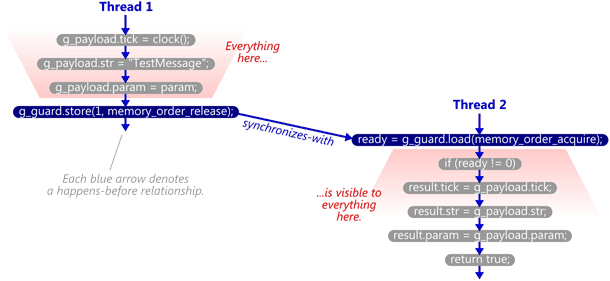 Thread 1
g_payload.tick = clock();
g_payload.str = "TestMessage";
g_payload.param = param;
g_guard.store(1, memory_order_release);
Everything
here...
synchronizes-with
Each blue arrow denotes
a happens-before relationship.
Thread 2
ready = g_guard.load(memory_order_acquire);
if (ready != 0)
result.tick = g_payload.tick;
result.str = g_payload.str;
result.param = g_payload.param;
return true;
...is visible to
everything
here.